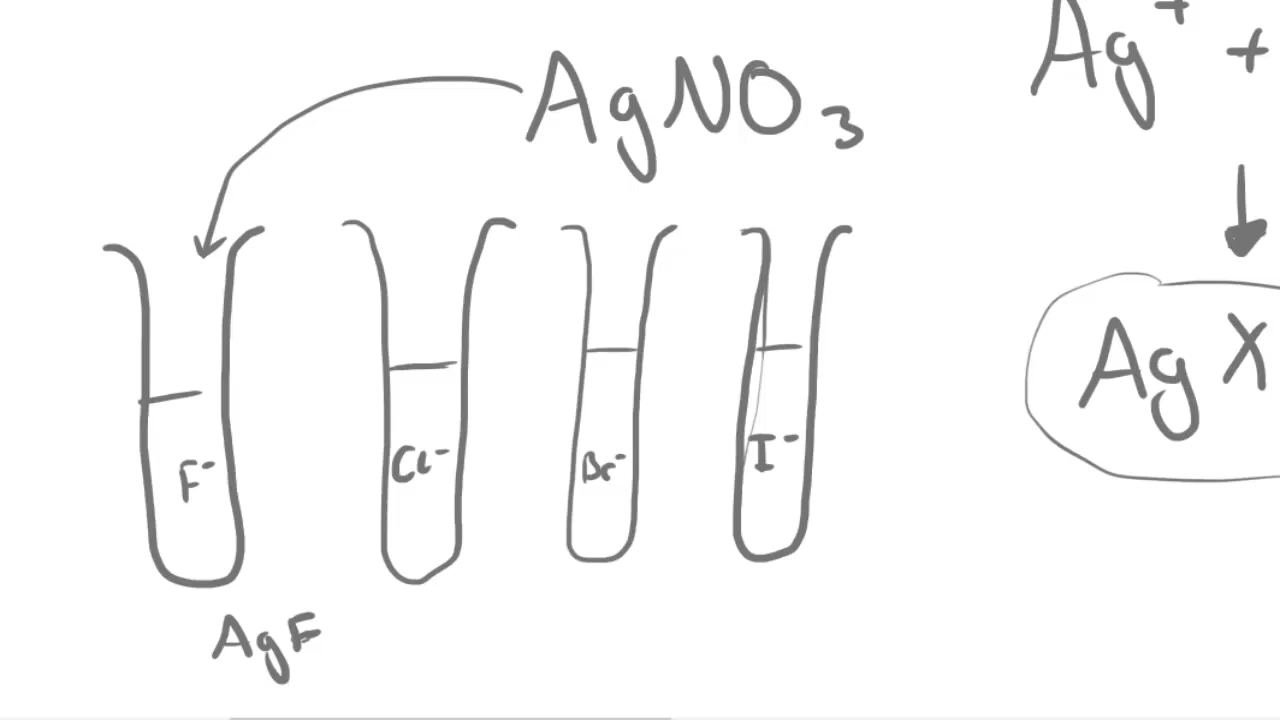 AgNO3
Ag+ +
F-
Cl-
Br-
I-
AgX
AgF